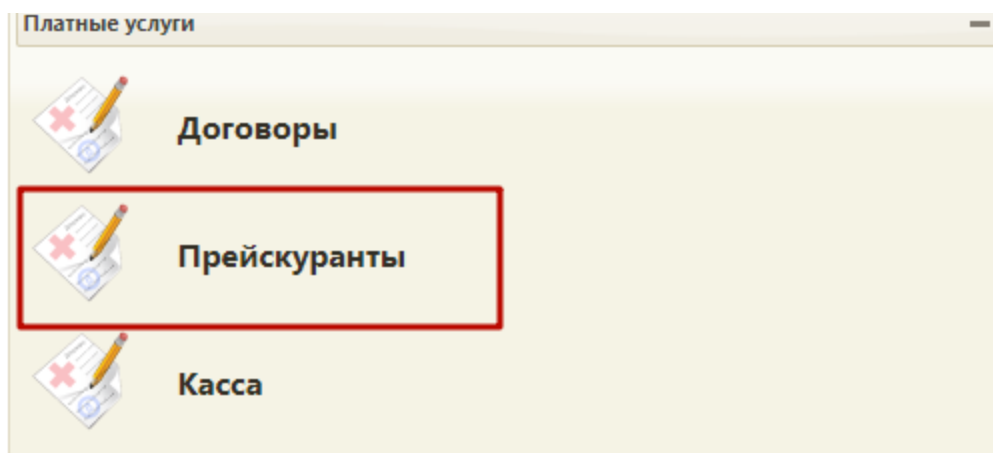 Платные услуги
Договоры
Прейскуранты
Касса